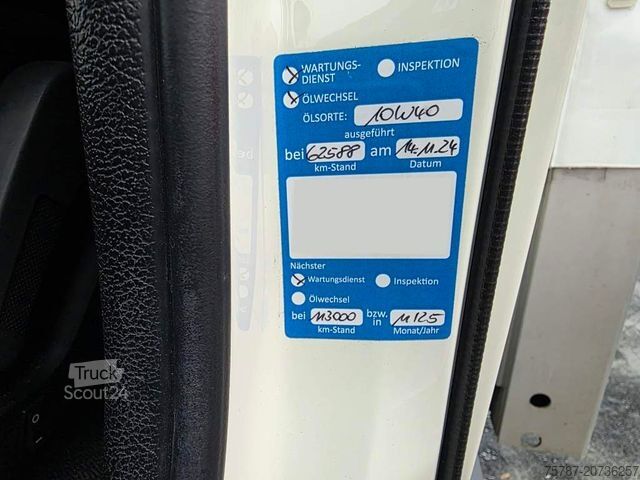 WARTUNGS-
DIENST
INSPEKTION
ÖLWECHSEL
ÖLSORTE: 10W40
ausgeführt
bei 62588 am 14.11.24
km-Stand Datum
Nächster
Wartungsdienst Inspektion
Ölwechsel
bei 113000 bzw. in 11/25
km-Stand Monat/Jahr
Truck
Scout24
75787-20736257